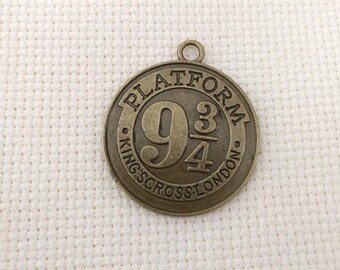 PLATFORM
9 3/4
·KING'S·CROSS·LONDON·